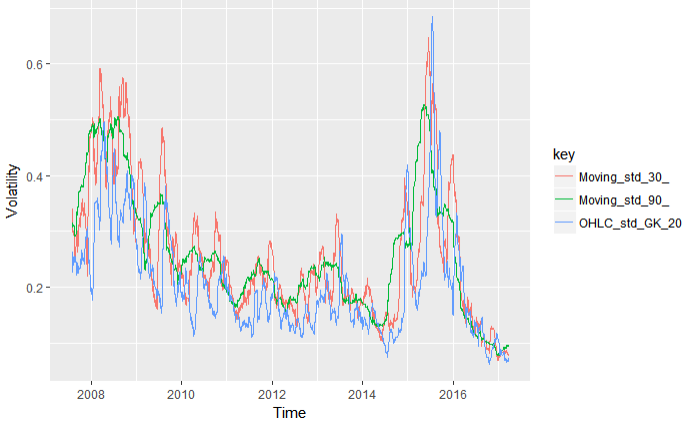 Volatility
0.6
0.4
0.2
2008 2010 2012 2014 2016
Time
key
Moving_std_30_
Moving_std_90_
OHLC_std_GK_20